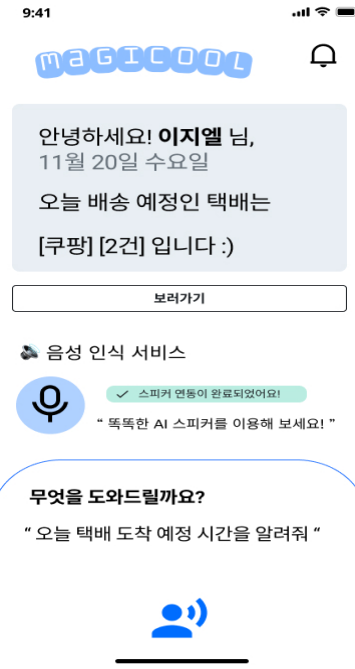 9:41
MAGICOOL
안녕하세요! 이지엘 님,
11월 20일 수요일
오늘 배송 예정인 택배는
[쿠팡] [2건] 입니다 :)
보러가기
음성 인식 서비스
스피커 연동이 완료되었어요!
“ 똑똑한 AI 스피커를 이용해 보세요! ”
무엇을 도와드릴까요?
“ 오늘 택배 도착 예정 시간을 알려줘 “